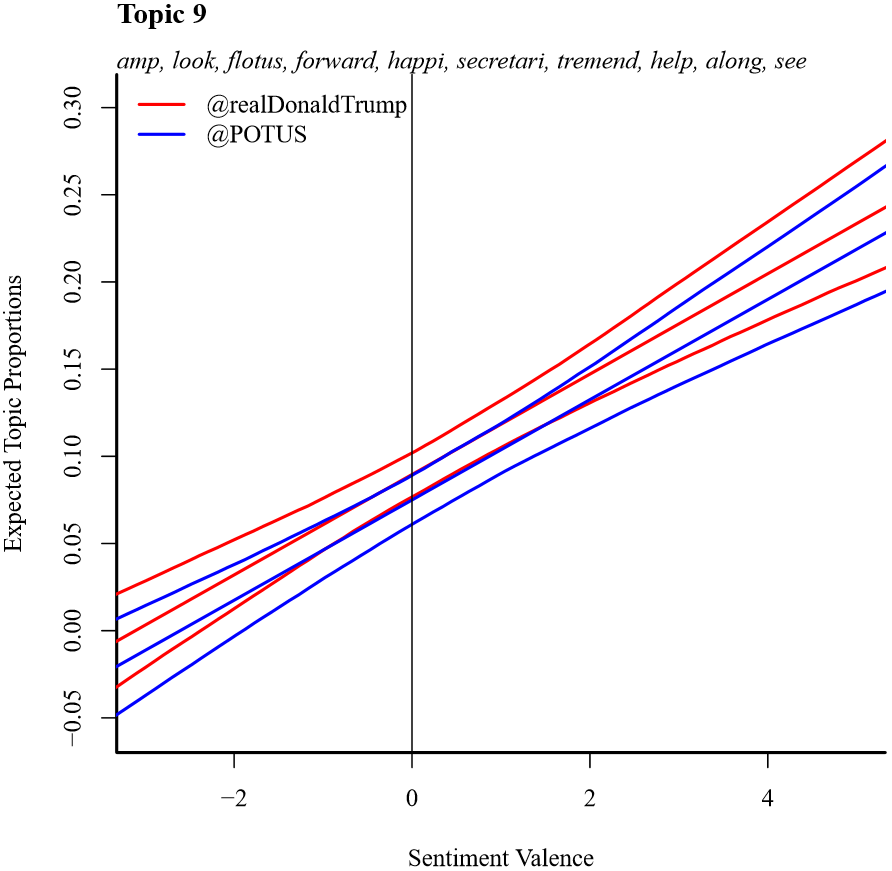 Topic 9
amp, look, flotus, forward, happi, secretari, tremend, help, along, see
@realDonaldTrump
@POTUS
0.30
0.25
0.20
0.15
0.10
0.05
0.00
−0.05
Expected Topic Proportions
−2 0 2 4
Sentiment Valence